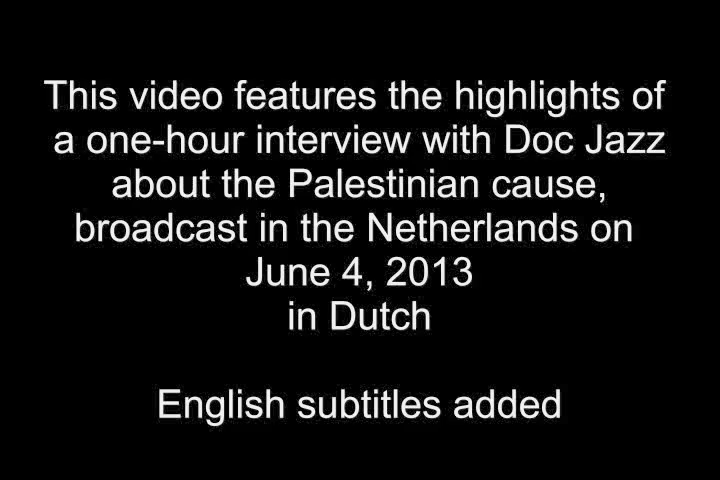 This video features the highlights of
a one-hour interview with Doc Jazz
about the Palestinian cause,
broadcast in the Netherlands on
June 4, 2013
in Dutch
English subtitles added